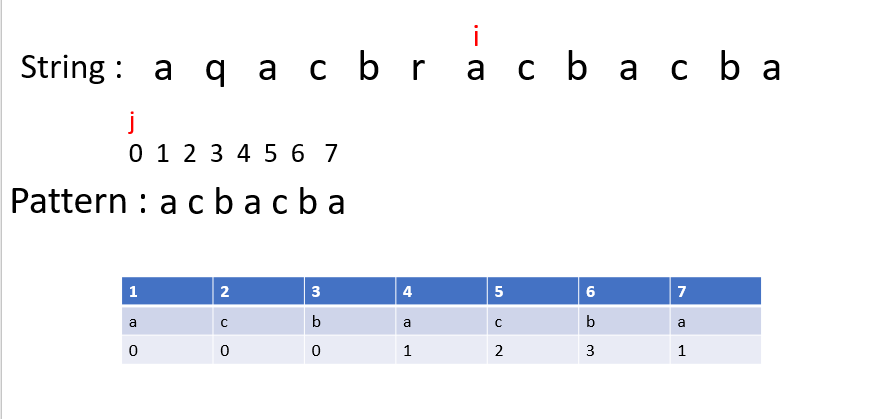 i
String : a q a c b r a c b a c b a
j
0 1 2 3 4 5 6 7
Pattern : a c b a c b a
1 2 3 4 5 6 7
a c b a c b a
0 0 0 1 2 3 1